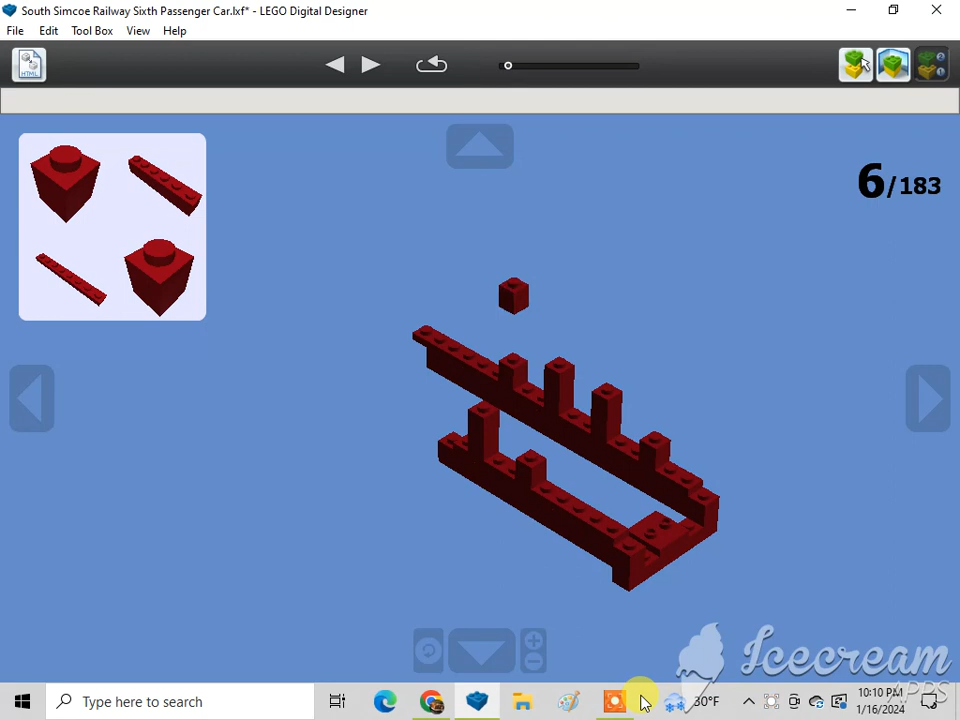 South Simcoe Railway Sixth Passenger Car.lxf* - LEGO Digital Designer
File Edit Tool Box View Help
HTML
6/183
Icecream
APPS
Type here to search
30°F
10:10 PM
1/16/2024